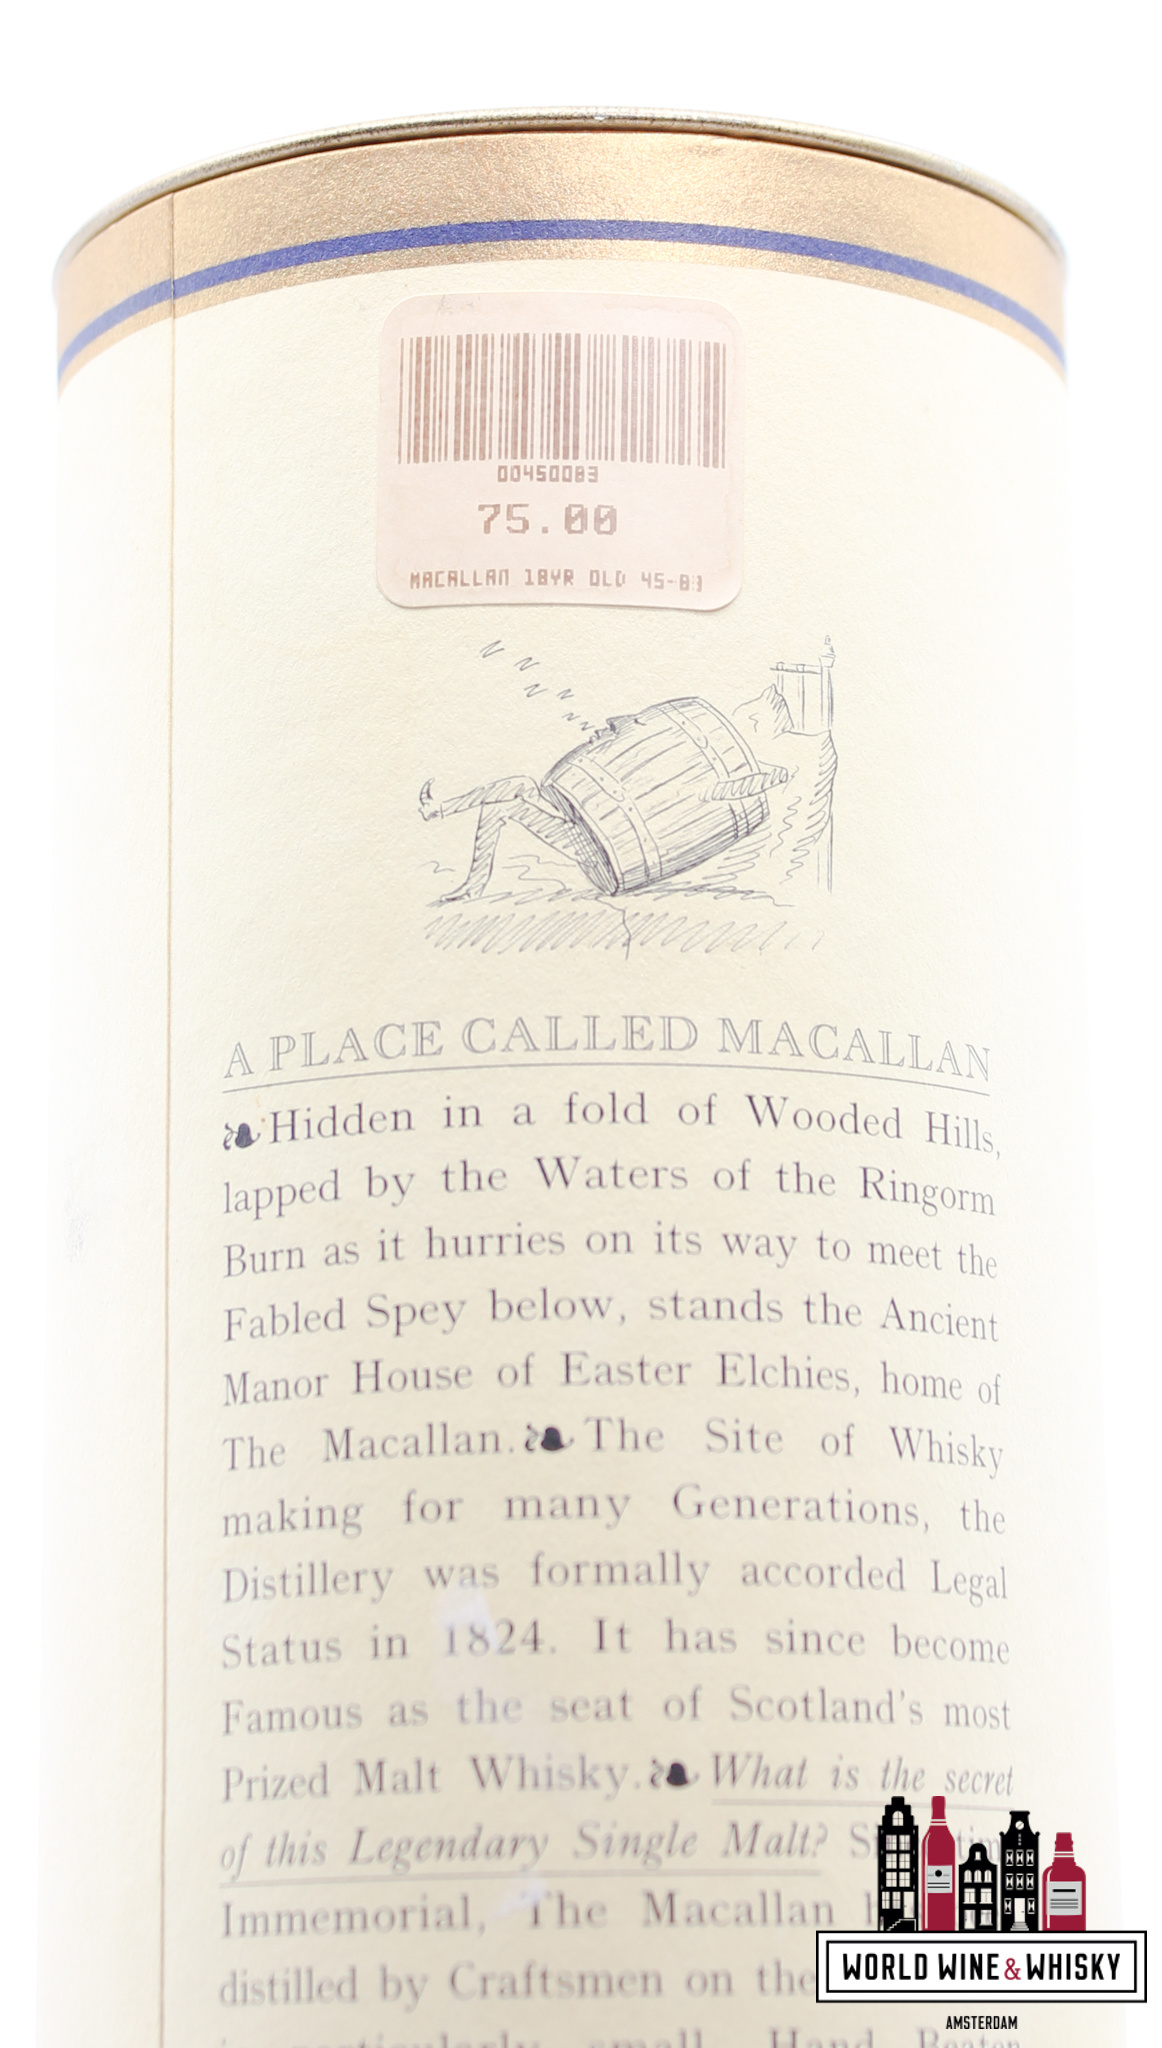 00450083
75.00
MACALLAN 18YR OLD 45-83
A PLACE CALLED MACALLAN
Hidden in a fold of Wooded Hills,
lapped by the Waters of the Ringorm
Burn as it hurries on its way to meet the
Fabled Spey below, stands the Ancient
Manor House of Easter Elchies, home of
The Macallan. The Site of Whisky
making for many Generations, the
Distillery was formally accorded Legal
Status in 1824. It has since become
Famous as the seat of Scotland's most
Prized Malt Whisky. What is the secret
of this Legendary Single Malt?
Immemorial, The Macallan
distilled by Craftsmen on the
small. Hand Beaten
WORLD WINE & WHISKY
AMSTERDAM